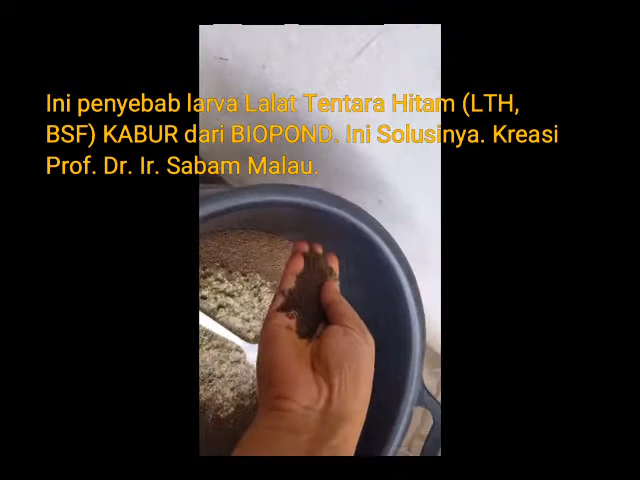 Ini penyebab larva Lalat Tentara Hitam (LTH,
BSF) KABUR dari BIOPOND. Ini Solusinya. Kreasi
Prof. Dr. Ir. Sabam Malau.